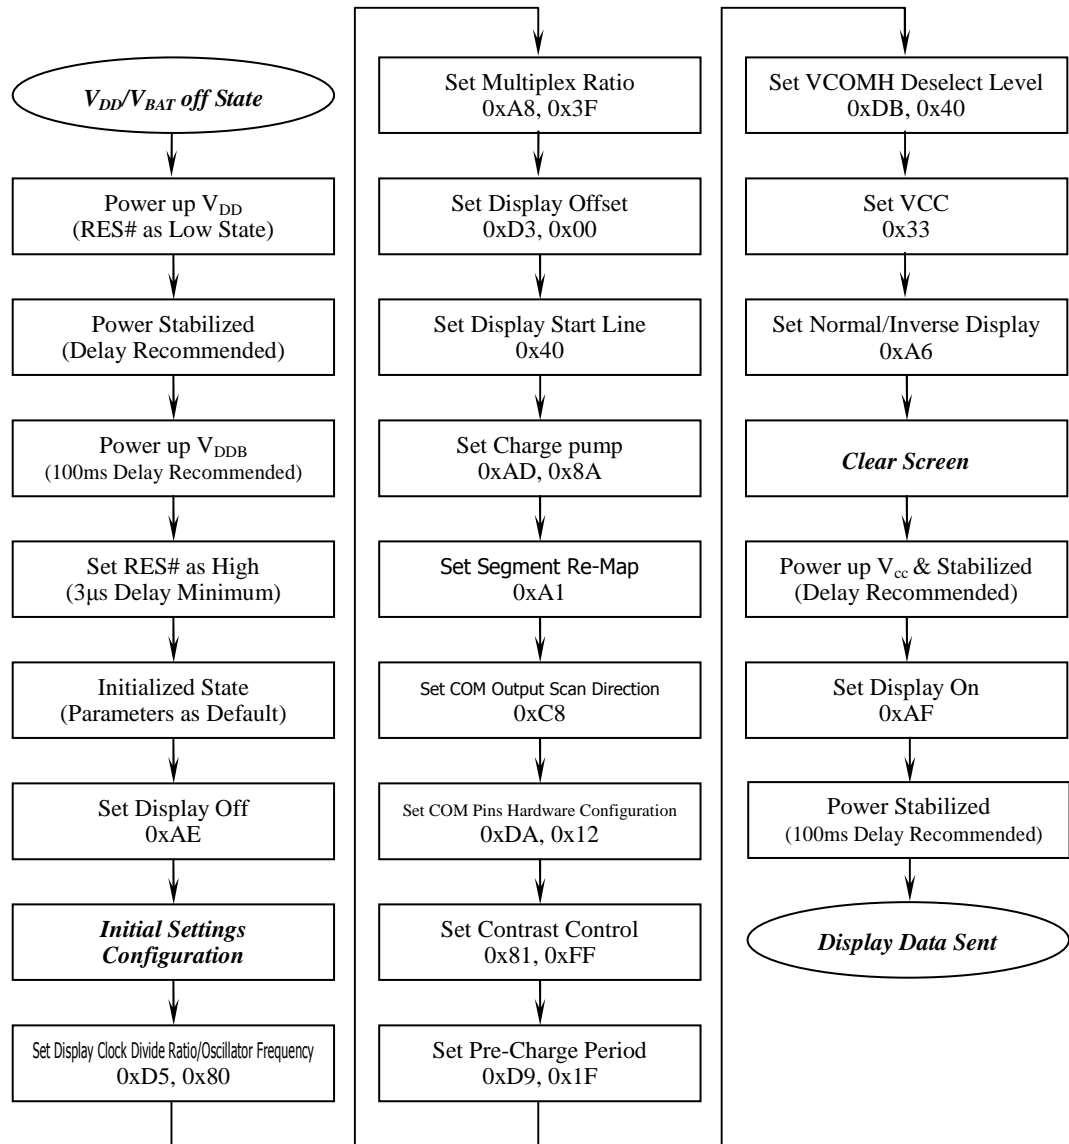 V_DD/V_BAT off State
Power up V_DD
(RES# as Low State)
Power Stabilized
(Delay Recommended)
Power up V_DDB
(100ms Delay Recommended)
Set RES# as High
(3μs Delay Minimum)
Initialized State
(Parameters as Default)
Set Display Off
0xAE
Initial Settings
Configuration
Set Display Clock Divide Ratio/Oscillator Frequency
0xD5, 0x80
Set Multiplex Ratio
0xA8, 0x3F
Set Display Offset
0xD3, 0x00
Set Display Start Line
0x40
Set Charge pump
0xAD, 0x8A
Set Segment Re-Map
0xA1
Set COM Output Scan Direction
0xC8
Set COM Pins Hardware Configuration
0xDA, 0x12
Set Contrast Control
0x81, 0xFF
Set Pre-Charge Period
0xD9, 0x1F
Set VCOMH Deselect Level
0xDB, 0x40
Set VCC
0x33
Set Normal/Inverse Display
0xA6
Clear Screen
Power up V_cc & Stabilized
(Delay Recommended)
Set Display On
0xAF
Power Stabilized
(100ms Delay Recommended)
Display Data Sent